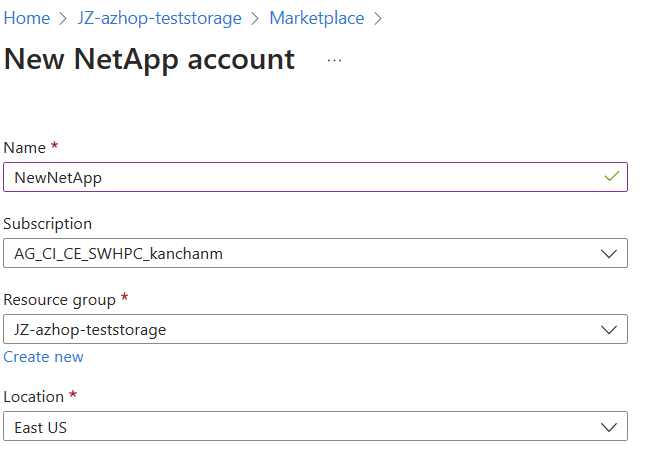 Home > JZ-azhop-teststorage > Marketplace >
New NetApp account ...
Name *
NewNetApp
Subscription
AG_CI_CE_SWHPC_kanchanm
Resource group *
JZ-azhop-teststorage
Create new
Location *
East US